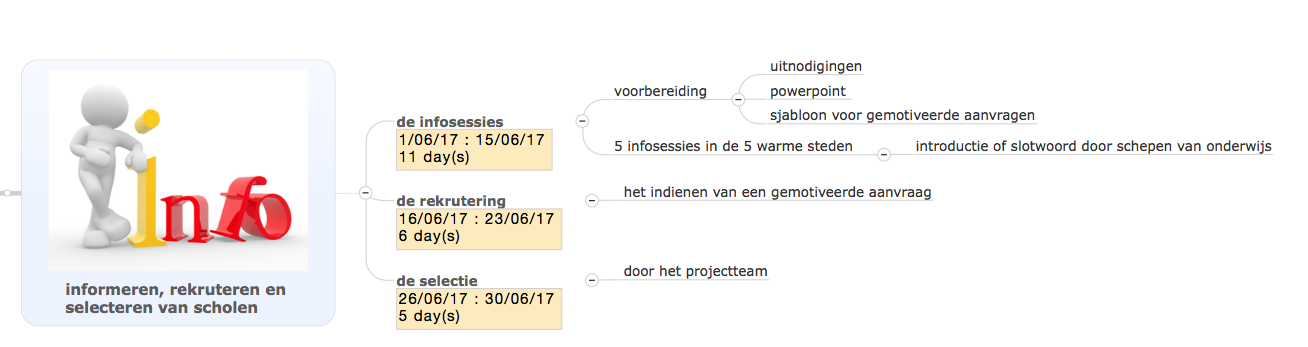 info
informeren, rekruteren en
selecteren van scholen
de infosessies
1/06/17 : 15/06/17
11 day(s)
voorbereiding
uitnodigingen
powerpoint
sjabloon voor gemotiveerde aanvragen
5 infosessies in de 5 warme steden
introductie of slotwoord door schepen van onderwijs
de rekrutering
16/06/17 : 23/06/17
6 day(s)
het indienen van een gemotiveerde aanvraag
de selectie
26/06/17 : 30/06/17
5 day(s)
door het projectteam